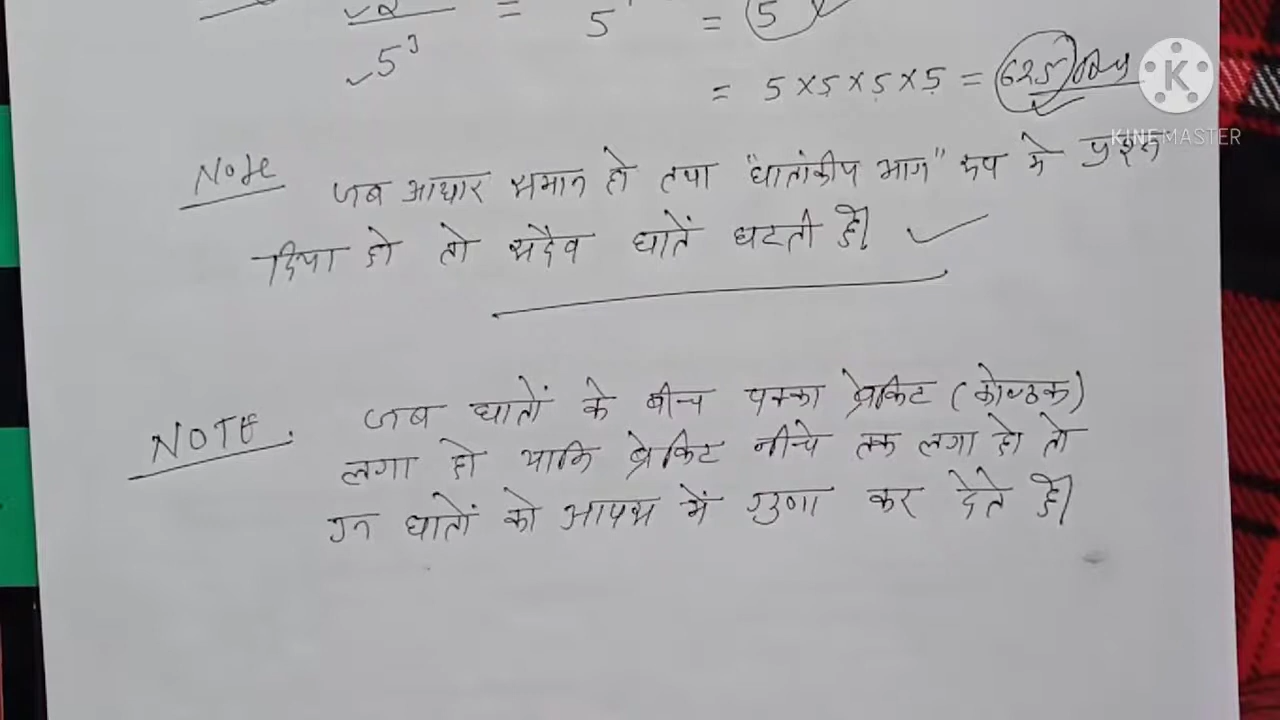 = 5 = 5
5³
= 5 × 5 × 5 × 5 = 625 Ans
K
KINEMASTER
Note जब आधार समान हो तथा "घातांकीय भाग" रूप मे प्रश्न
दिया हो तो सदैव घातें घटती है।
NOTE. जब घातों के बीच पक्का ब्रेकिट (कोण्ठक)
लगा हो याकि ब्रेकिट नीचे तक लगा हो तो
उन घातों को आपस में गुणा कर देते है।